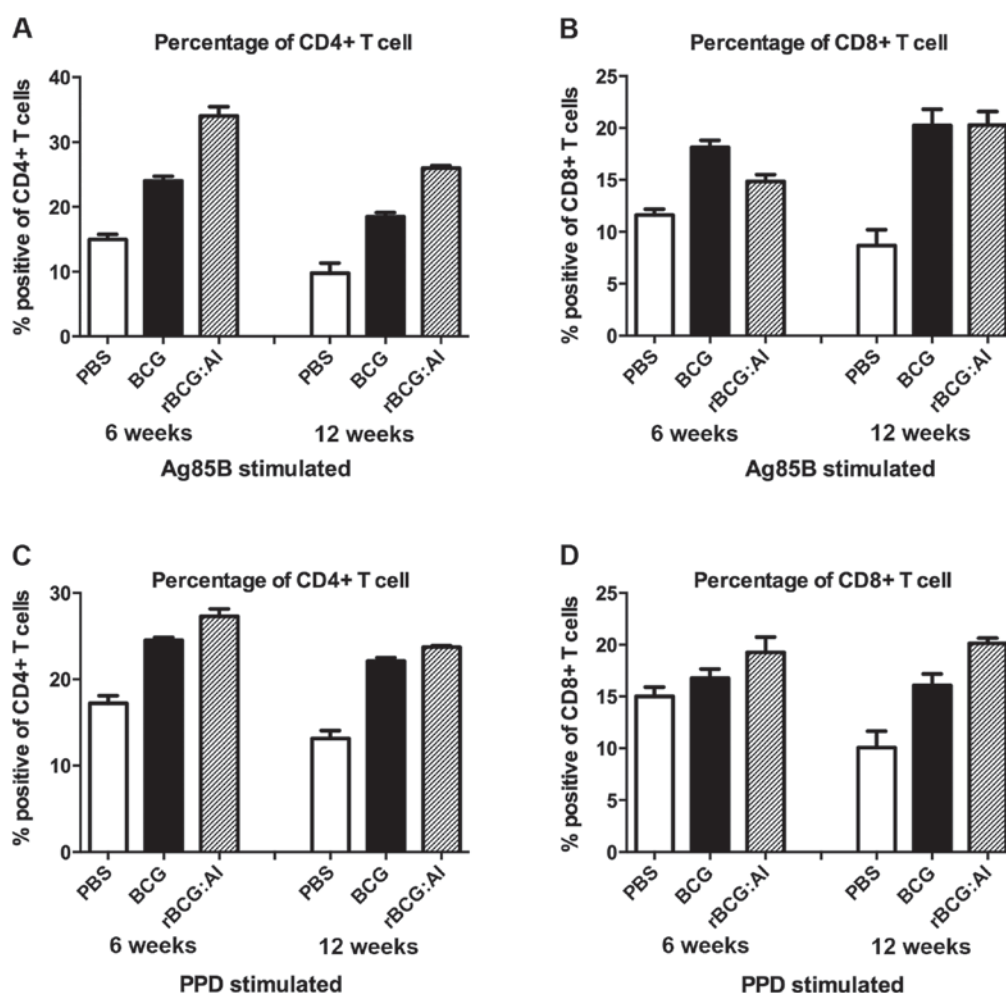 A
Percentage of CD4+ T cell
% positive of CD4+ T cells
40
30
20
10
0
PBS
BCG
rBCG:AI
PBS
BCG
rBCG:AI
6 weeks
12 weeks
Ag85B stimulated
B
Percentage of CD8+ T cell
% positive of CD8+ T cells
25
20
15
10
5
0
PBS
BCG
rBCG:AI
PBS
BCG
rBCG:AI
6 weeks
12 weeks
Ag85B stimulated
C
Percentage of CD4+ T cell
% positive of CD4+ T cells
30
20
10
0
PBS
BCG
rBCG:AI
PBS
BCG
rBCG:AI
6 weeks
12 weeks
PPD stimulated
D
Percentage of CD8+ T cell
% positive of CD8+ T cells
25
20
15
10
5
0
PBS
BCG
rBCG:AI
PBS
BCG
rBCG:AI
6 weeks
12 weeks
PPD stimulated